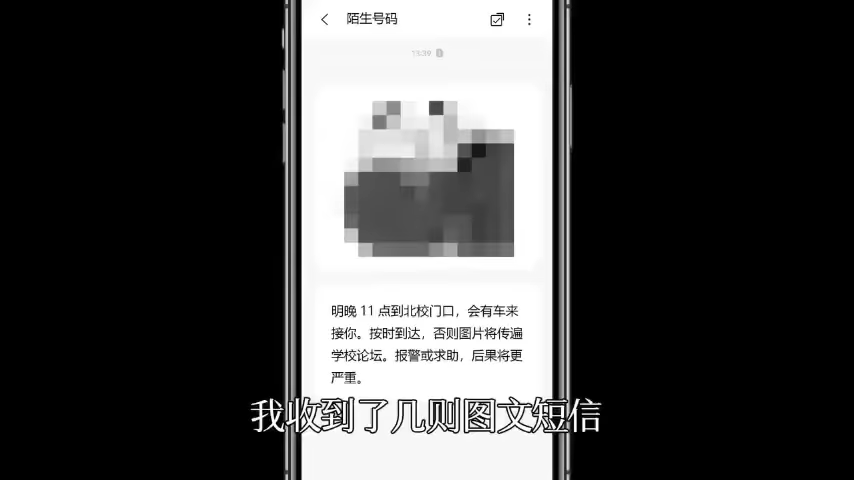 陌生号码
明晚 11 点到北校门口，会有车来
接你。按时到达，否则图片将传遍
学校论坛。报警或求助，后果将更
严重。
我收到了几则图文短信